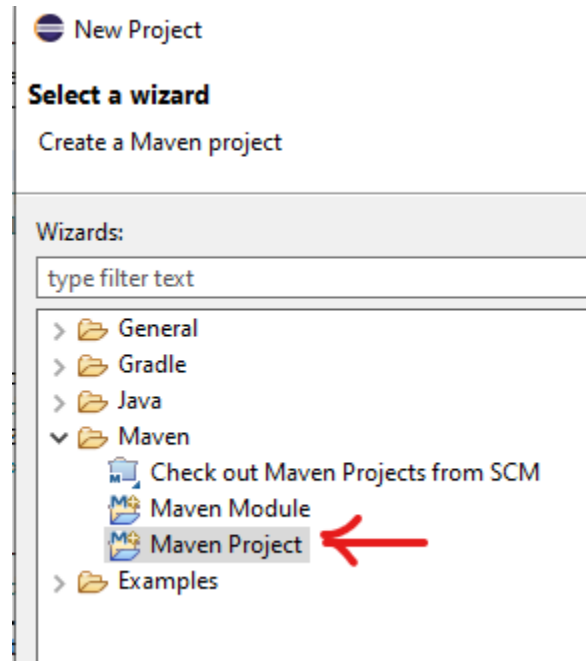 New Project
Select a wizard
Create a Maven project
Wizards:
type filter text
General
Gradle
Java
Maven
Check out Maven Projects from SCM
Maven Module
Maven Project
Examples